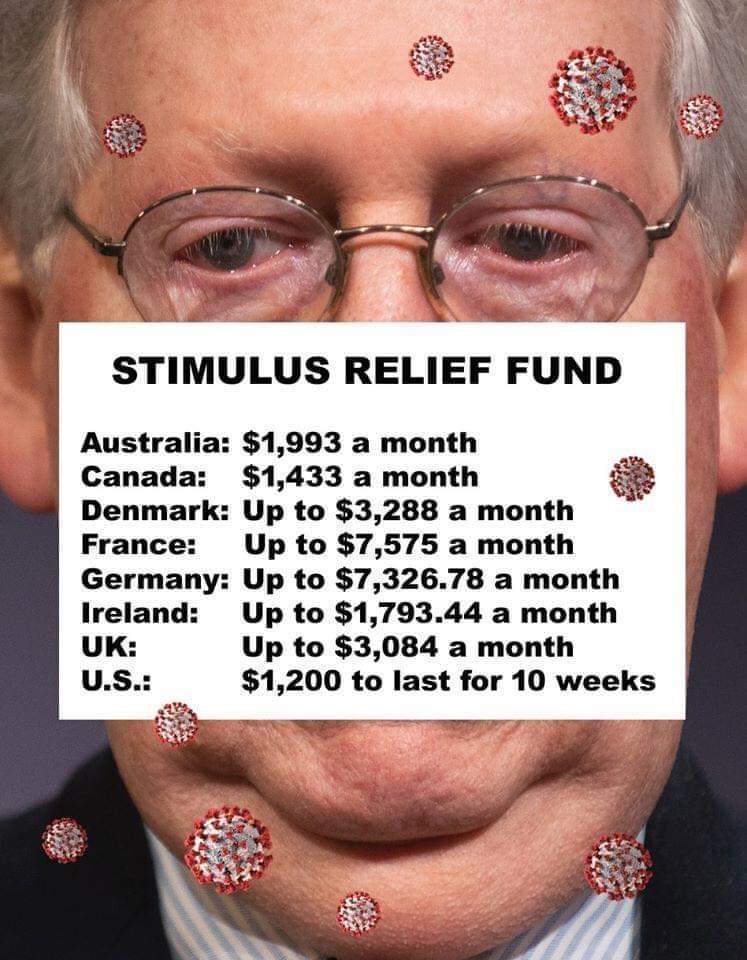 STIMULUS RELIEF FUND
Australia: $1,993 a month
Canada: $1,433 a month
Denmark: Up to $3,288 a month
France: Up to $7,575 a month
Germany: Up to $7,326.78 a month
Ireland: Up to $1,793.44 a month
UK: Up to $3,084 a month
U.S.: $1,200 to last for 10 weeks